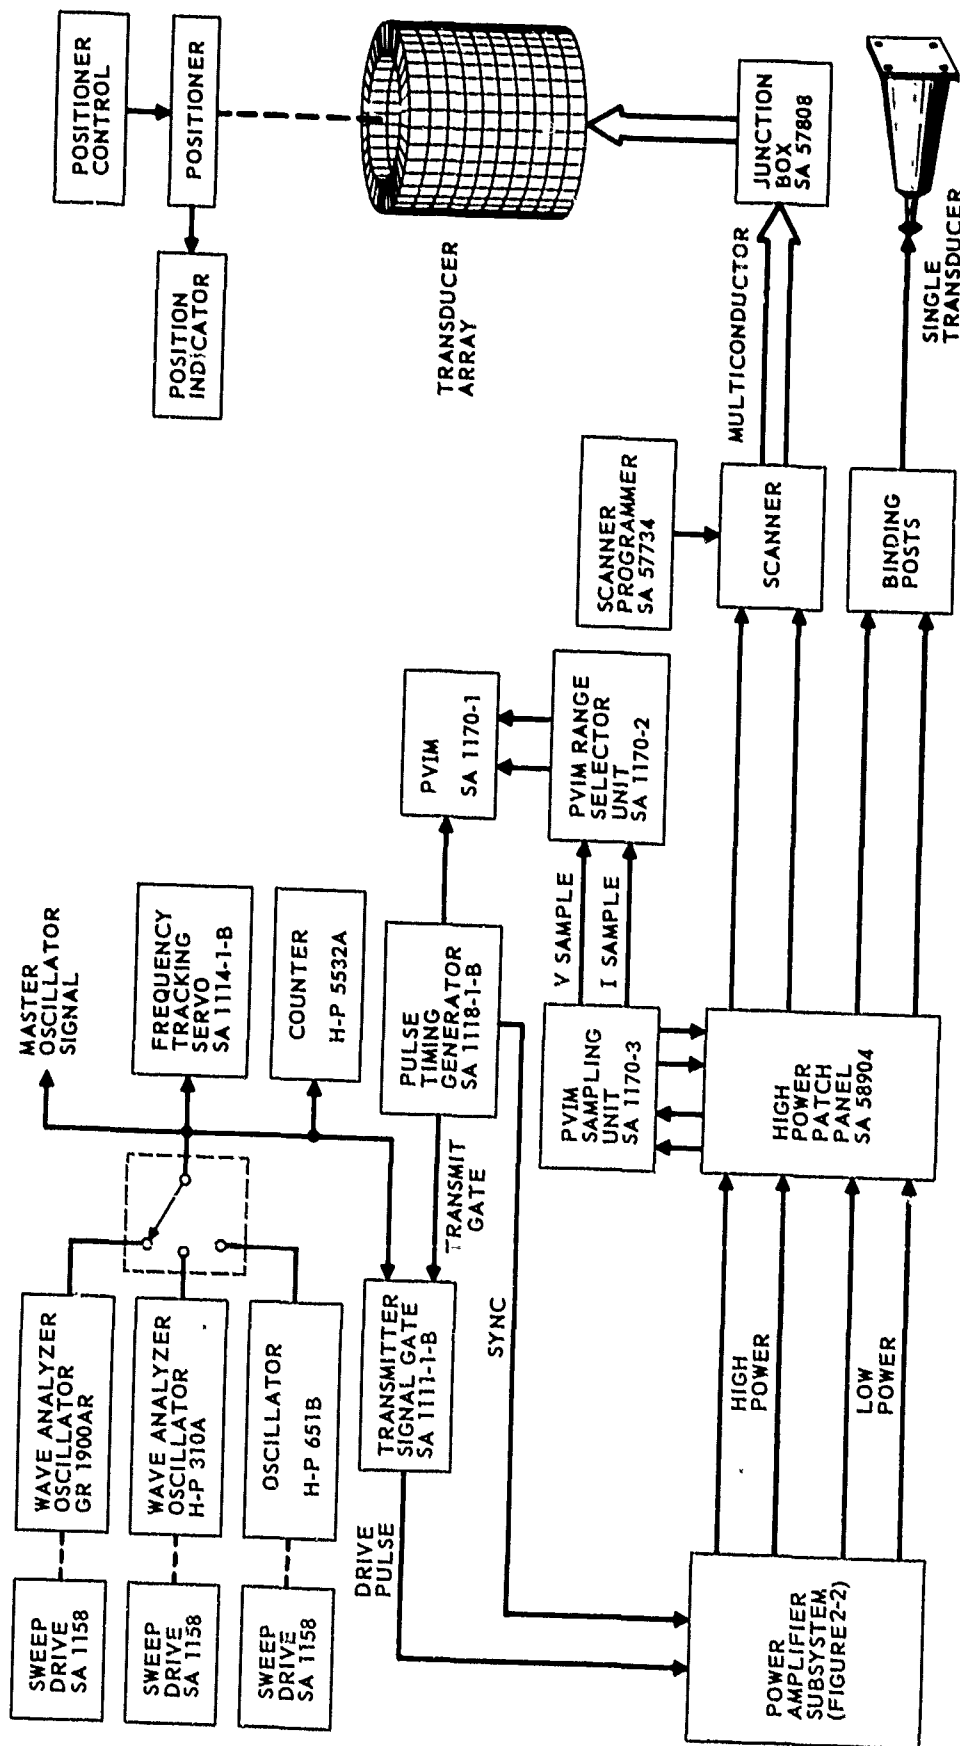 SWEEP
DRIVE
SA 1158
WAVE ANALYZER
OSCILLATOR
GR 1900AR
MASTER
OSCILLATOR
SIGNAL
SWEEP
DRIVE
SA 1158
WAVE ANALYZER
OSCILLATOR
H-P 310A
FREQUENCY
TRACKING
SERVO
SA 1114-1-B
SWEEP
DRIVE
SA 1158
OSCILLATOR
H-P 651B
COUNTER
H-P 5532A
POSITIONER
CONTROL
POSITIONER
POSITION
INDICATOR
DRIVE
PULSE
TRANSMITTER
SIGNAL GATE
SA 1111-1-B
TRANSMIT
GATE
PULSE
TIMING
GENERATOR
SA 1118-1-B
PVIM
SA 1170-1
TRANSDUCER
ARRAY
SYNC
PVIM
SAMPLING
UNIT
SA 1170-3
V SAMPLE
I SAMPLE
PVIM RANGE
SELECTOR
UNIT
SA 1170-2
SCANNER
PROGRAMMER
SA 57734
POWER
AMPLIFIER
SUBSYSTEM
(FIGURE 2-2)
HIGH
POWER
LOW
POWER
HIGH
POWER
PATCH
PANEL
SA 58904
SCANNER
MULTICONDUCTOR
JUNCTION
BOX
SA 57808
BINDING
POSTS
SINGLE
TRANSDUCER